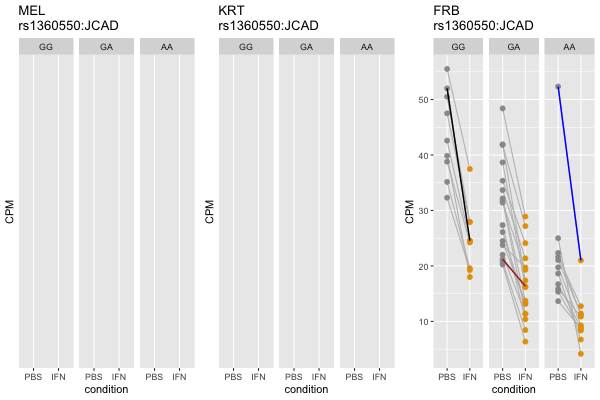 MEL
rs1360550:JCAD
GG GA AA
CPM
PBS IFN PBS IFN PBS IFN
condition
KRT
rs1360550:JCAD
GG GA AA
CPM
PBS IFN PBS IFN PBS IFN
condition
FRB
rs1360550:JCAD
GG GA AA
CPM
50
40
30
20
10
PBS IFN PBS IFN PBS IFN
condition